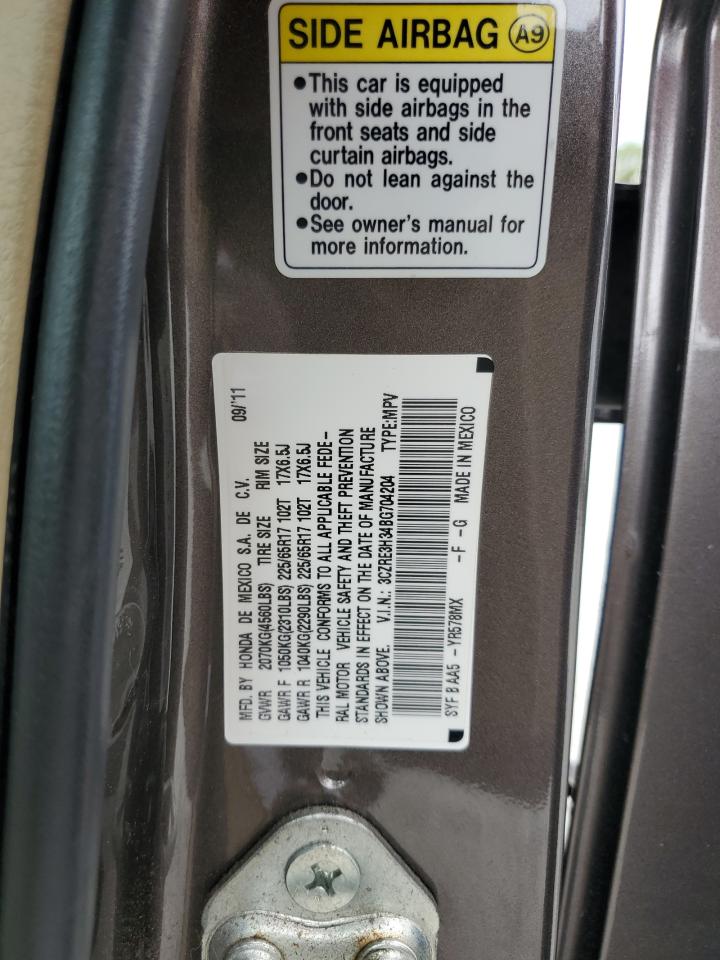 SIDE AIRBAG A9
•This car is equipped
with side airbags in the
front seats and side
curtain airbags.
•Do not lean against the
door.
•See owner's manual for
more information.
MFD. BY HONDA DE MEXICO S.A. DE C.V. 09/'11
GVWR 2070KG(4560LBS) TIRE SIZE RIM SIZE
GAWR F 1050KG(2310LBS) 225/65R17 102T 17X6.5J
GAWR R 1040KG(2290LBS) 225/65R17 102T 17X6.5J
THIS VEHICLE CONFORMS TO ALL APPLICABLE FEDE-
RAL MOTOR VEHICLE SAFETY AND THEFT PREVENTION
STANDARDS IN EFFECT ON THE DATE OF MANUFACTURE
SHOWN ABOVE. V.I.N.: 3CZRE3H34BG704204 TYPE:MPV
SYF B AA5 -YR578MX -F -G MADE IN MEXICO